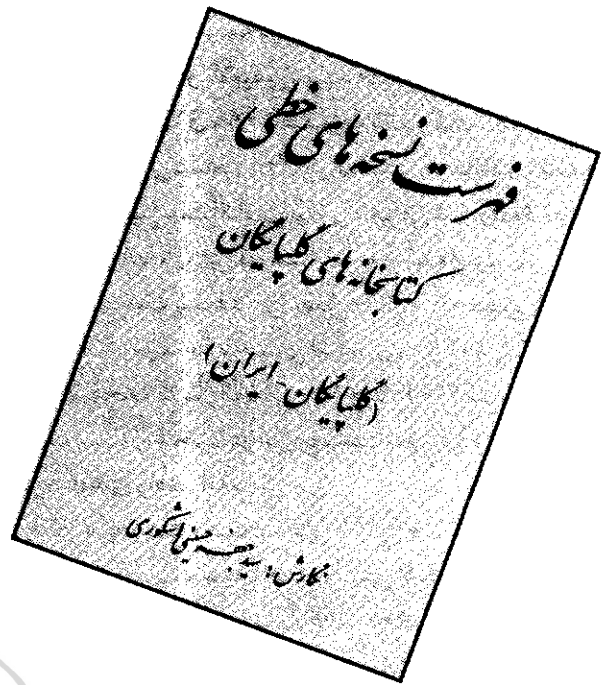 فهرست نسخه‌های خطی
کتابخانه‌های گلپایگان
(گلپایگان - ایران)
نگارش: سید جعفر حسینی اشکوری